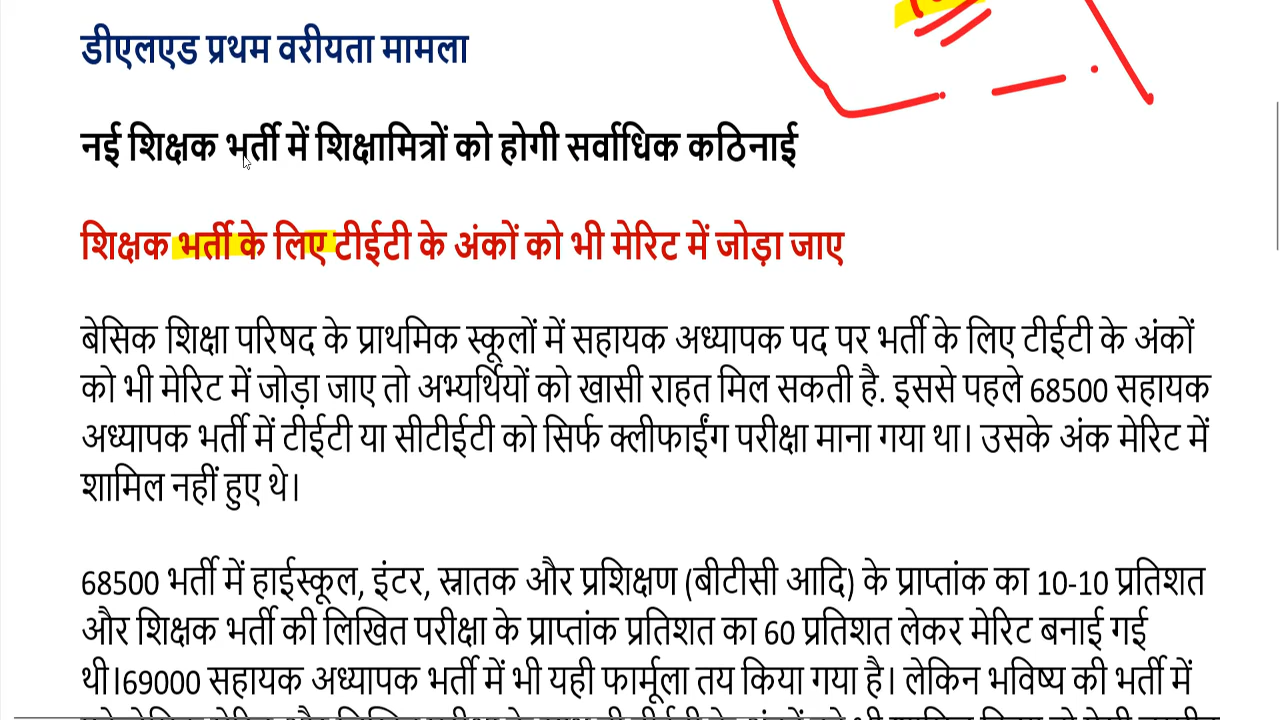 डीएलएड प्रथम वरीयता मामला
नई शिक्षक भर्ती में शिक्षामित्रों को होगी सर्वाधिक कठिनाई
शिक्षक भर्ती के लिए टीईटी के अंकों को भी मेरिट में जोड़ा जाए
बेसिक शिक्षा परिषद के प्राथमिक स्कूलों में सहायक अध्यापक पद पर भर्ती के लिए टीईटी के अंकों
को भी मेरिट में जोड़ा जाए तो अभ्यर्थियों को खासी राहत मिल सकती है. इससे पहले 68500 सहायक
अध्यापक भर्ती में टीईटी या सीटीईटी को सिर्फ क्लीफाईंग परीक्षा माना गया था। उसके अंक मेरिट में
शामिल नहीं हुए थे।
68500 भर्ती में हाईस्कूल, इंटर, स्नातक और प्रशिक्षण (बीटीसी आदि) के प्राप्तांक का 10-10 प्रतिशत
और शिक्षक भर्ती की लिखित परीक्षा के प्राप्तांक प्रतिशत का 60 प्रतिशत लेकर मेरिट बनाई गई
थी।69000 सहायक अध्यापक भर्ती में भी यही फार्मूला तय किया गया है। लेकिन भविष्य की भर्ती में